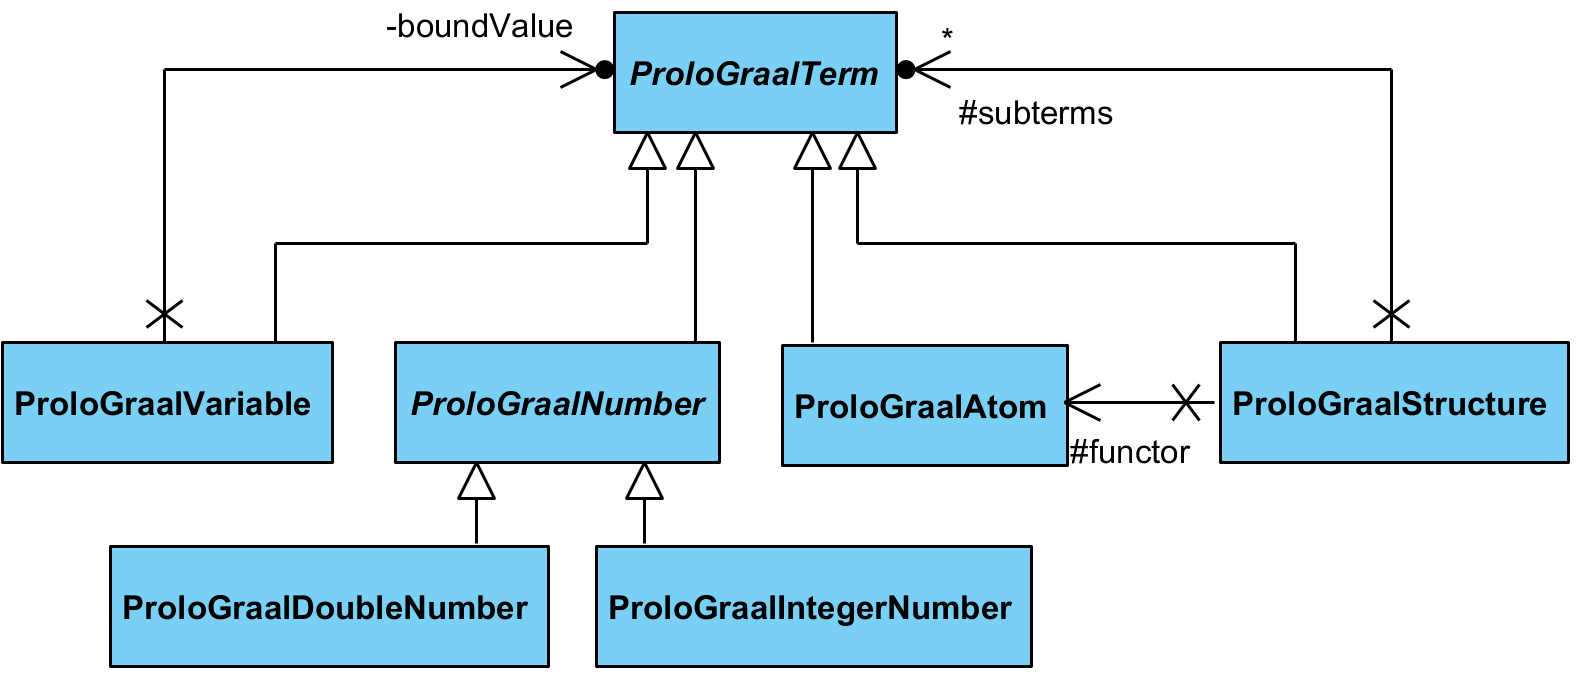 -boundValue
*
ProloGraalTerm
#subterms
ProloGraalVariable
ProloGraalNumber
ProloGraalAtom
ProloGraalStructure
#functor
ProloGraalDoubleNumber
ProloGraalIntegerNumber